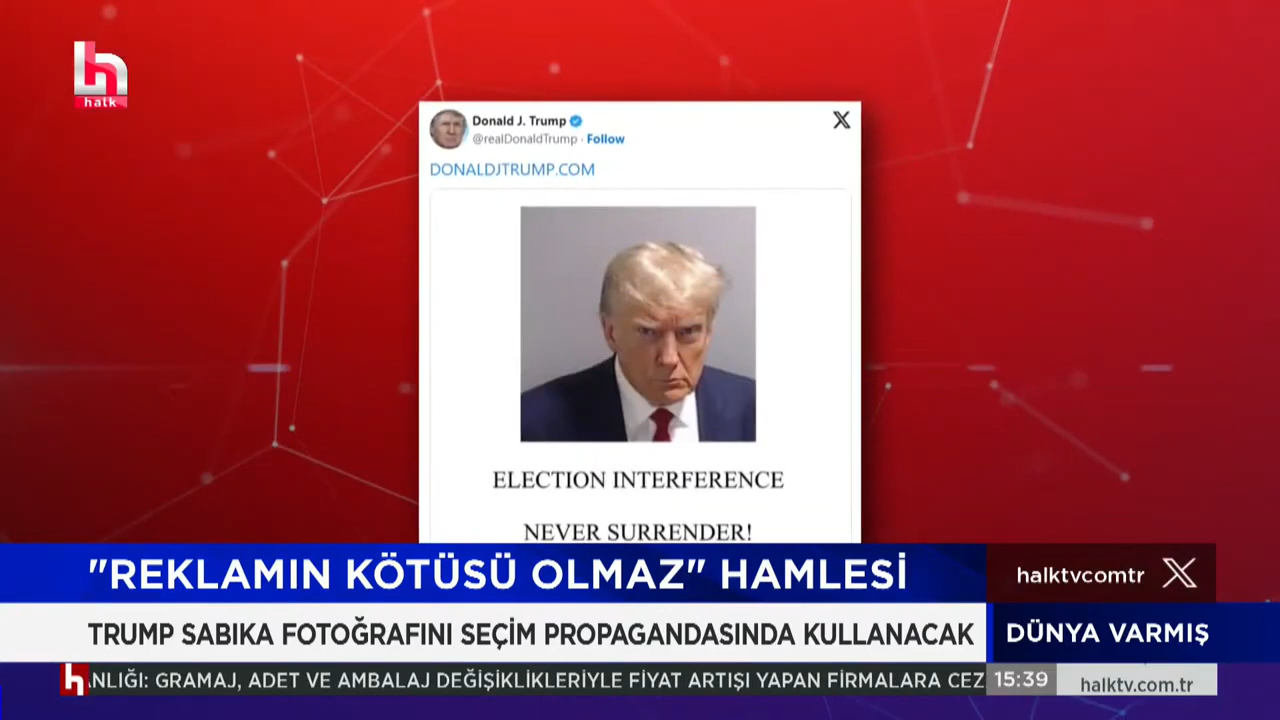 halk
Donald J. Trump
@realDonaldTrump · Follow
DONALDJTRUMP.COM
ELECTION INTERFERENCE
NEVER SURRENDER!
"REKLAMIN KÖTÜSÜ OLMAZ" HAMLESİ
halktvcomtr
TRUMP SABIKA FOTOĞRAFINI SEÇİM PROPAGANDASINDA KULLANACAK
DÜNYA VARMIŞ
ANLIĞI: GRAMAJ, ADET VE AMBALAJ DEĞİŞİKLİKLERİYLE FİYAT ARTIŞI YAPAN FİRMALARA CEZ
15:39
halktv.com.tr